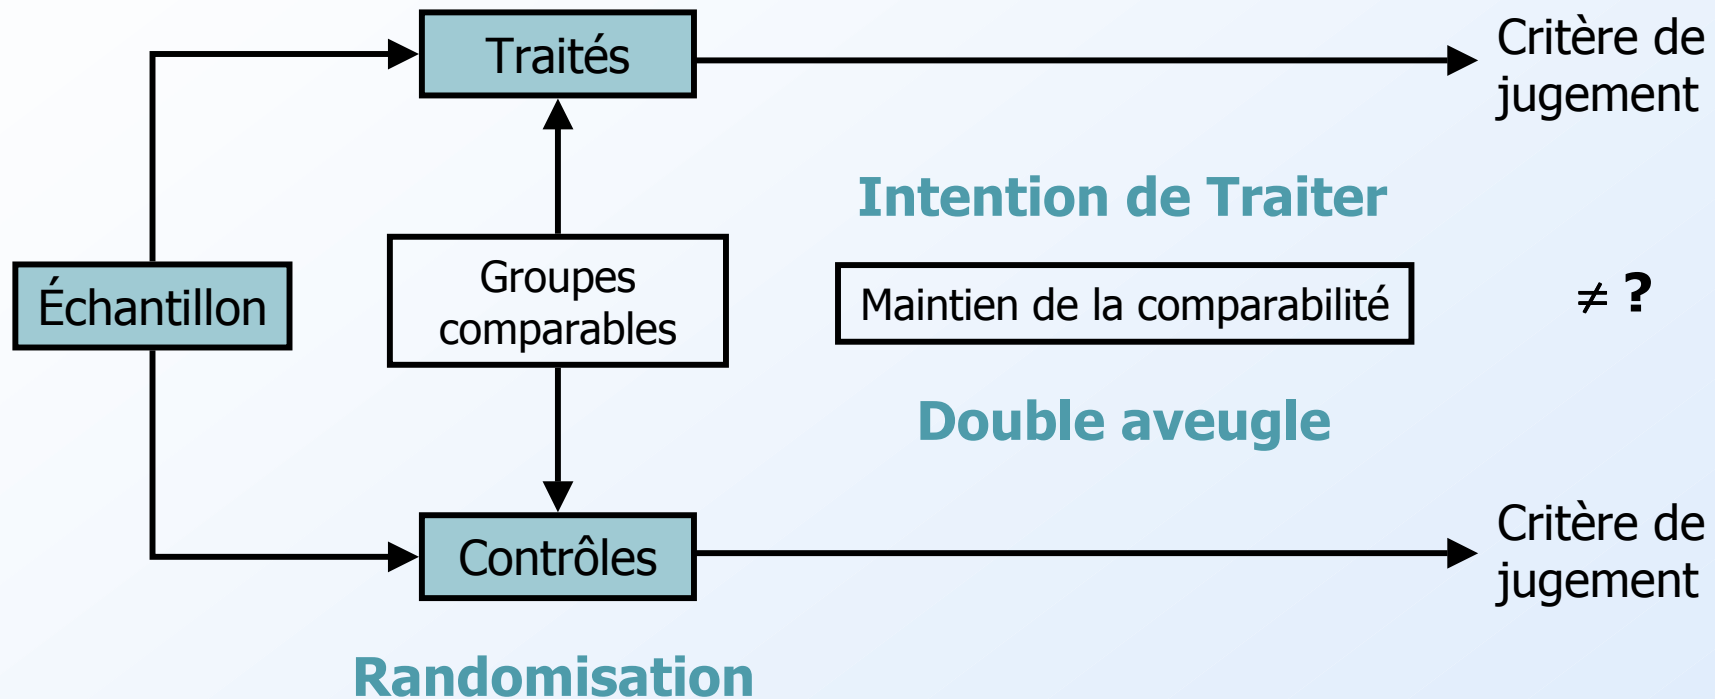 Traités
Critère de
jugement
Intention de Traiter
Échantillon
Groupes
comparables
Maintien de la comparabilité
≠ ?
Double aveugle
Contrôles
Critère de
jugement
Randomisation